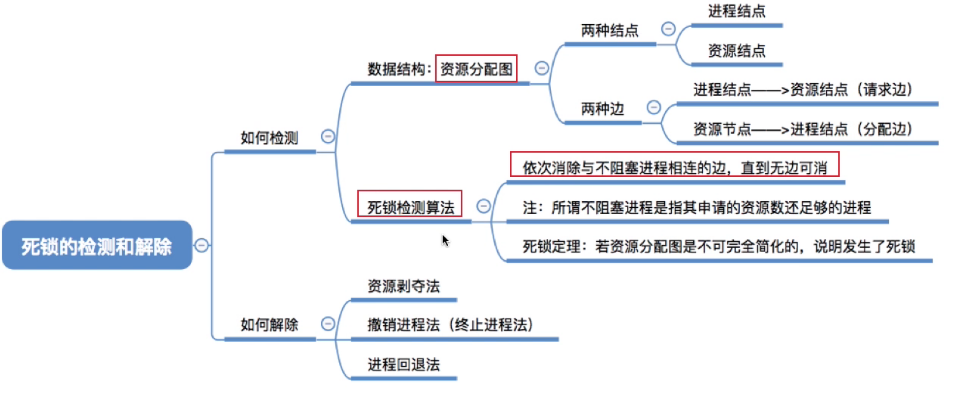 死锁的检测和解除
如何检测
数据结构：资源分配图
两种结点
进程结点
资源结点
两种边
进程结点——>资源结点（请求边）
资源节点——>进程结点（分配边）
死锁检测算法
依次消除与不阻塞进程相连的边，直到无边可消
注：所谓不阻塞进程是指其申请的资源数还足够的进程
死锁定理：若资源分配图是不可完全简化的，说明发生了死锁
如何解除
资源剥夺法
撤销进程法（终止进程法）
进程回退法